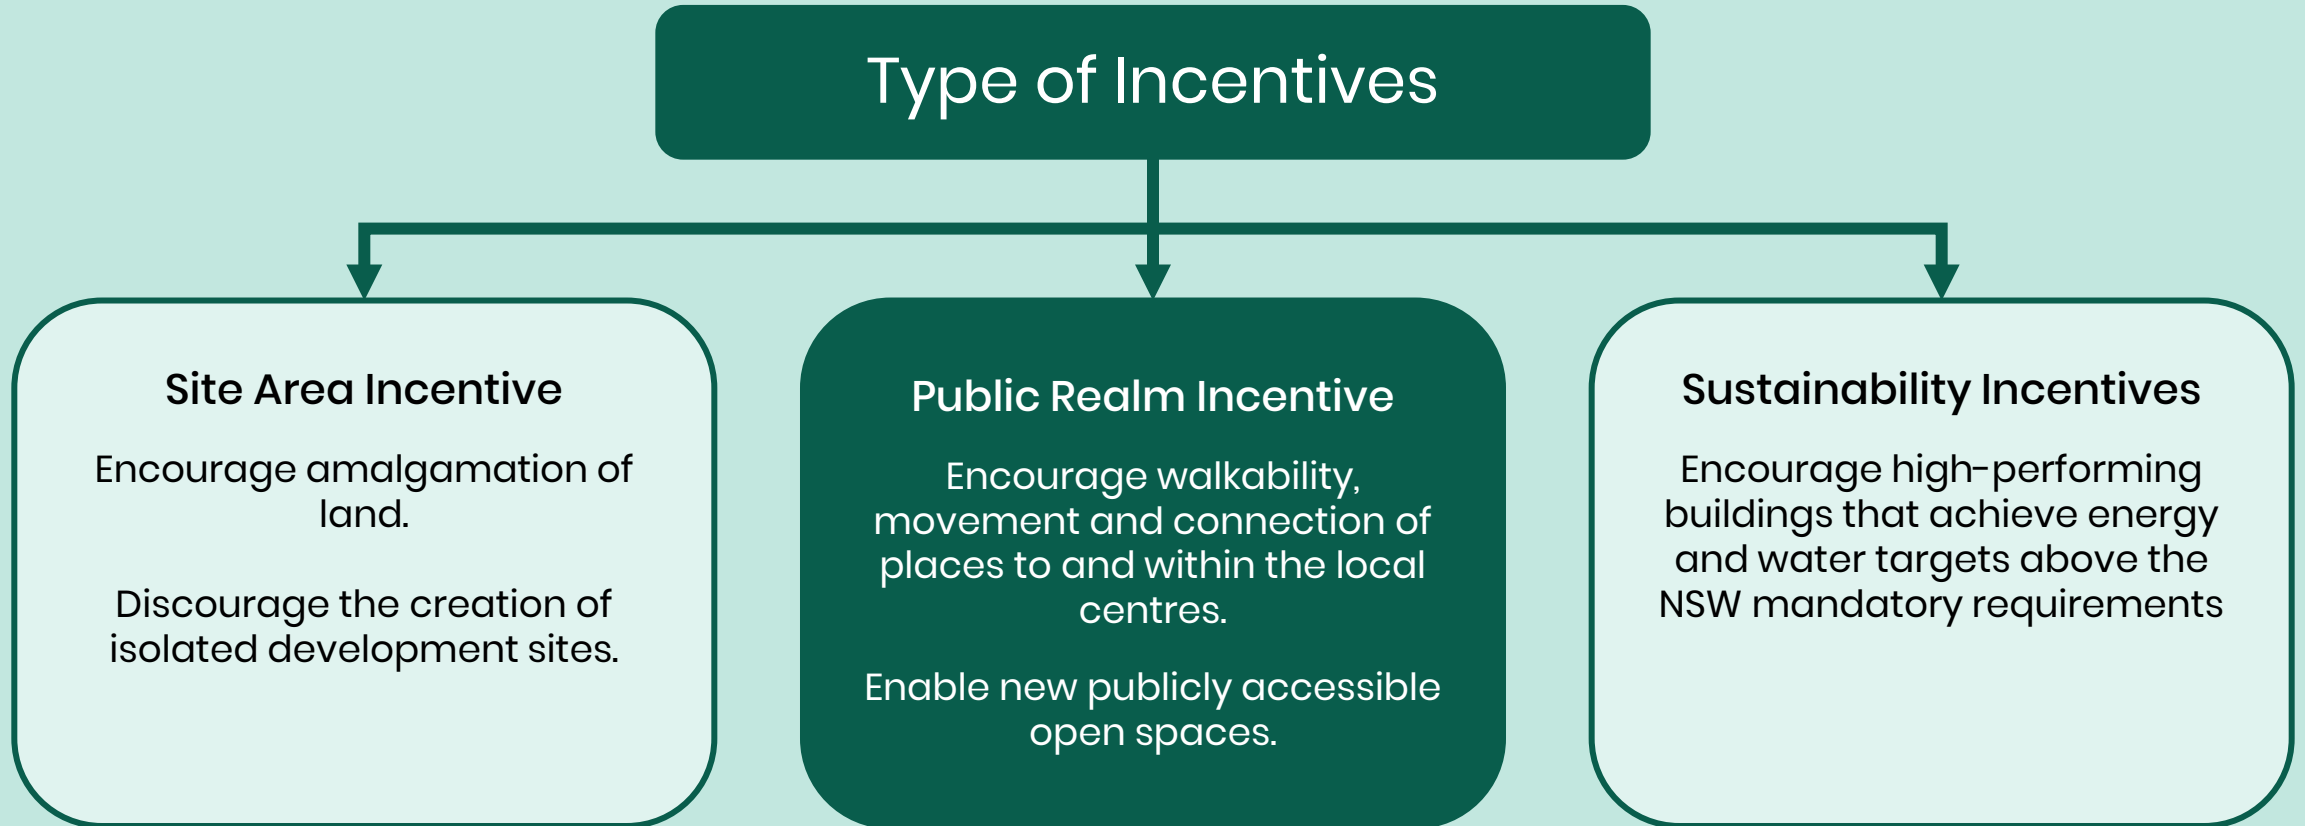 Type of Incentives
Site Area Incentive
Encourage amalgamation of
land.
Discourage the creation of
isolated development sites.
Public Realm Incentive
Encourage walkability,
movement and connection of
places to and within the local
centres.
Enable new publicly accessible
open spaces.
Sustainability Incentives
Encourage high-performing
buildings that achieve energy
and water targets above the
NSW mandatory requirements